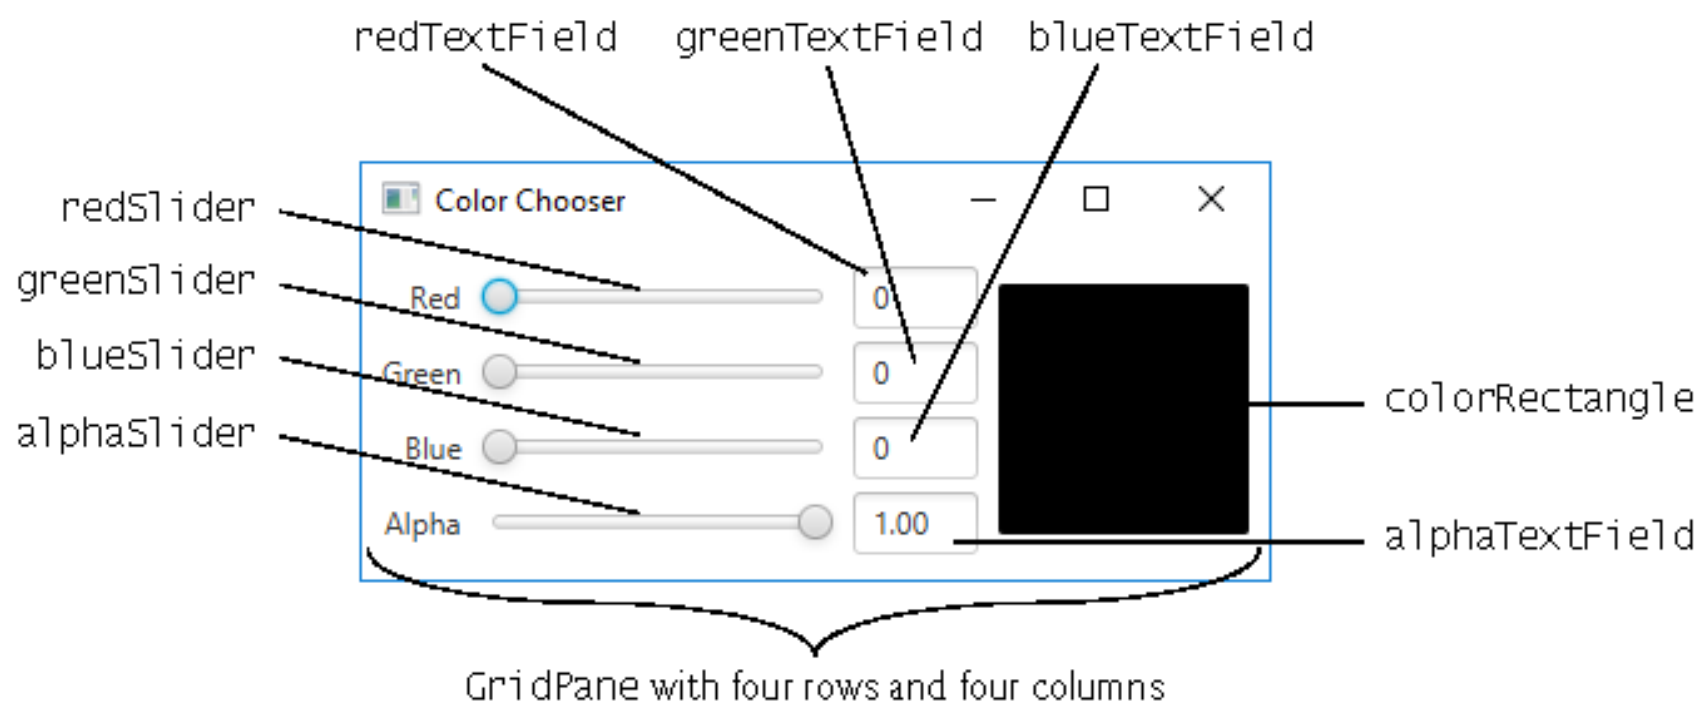 redTextField greenTextField blueTextField
Color Chooser
redSlider
greenSlider
blueSlider
alphaSlider
Red 0
Green 0
Blue 0
Alpha 1.00
colorRectangle
alphaTextField
GridPane with four rows and four columns